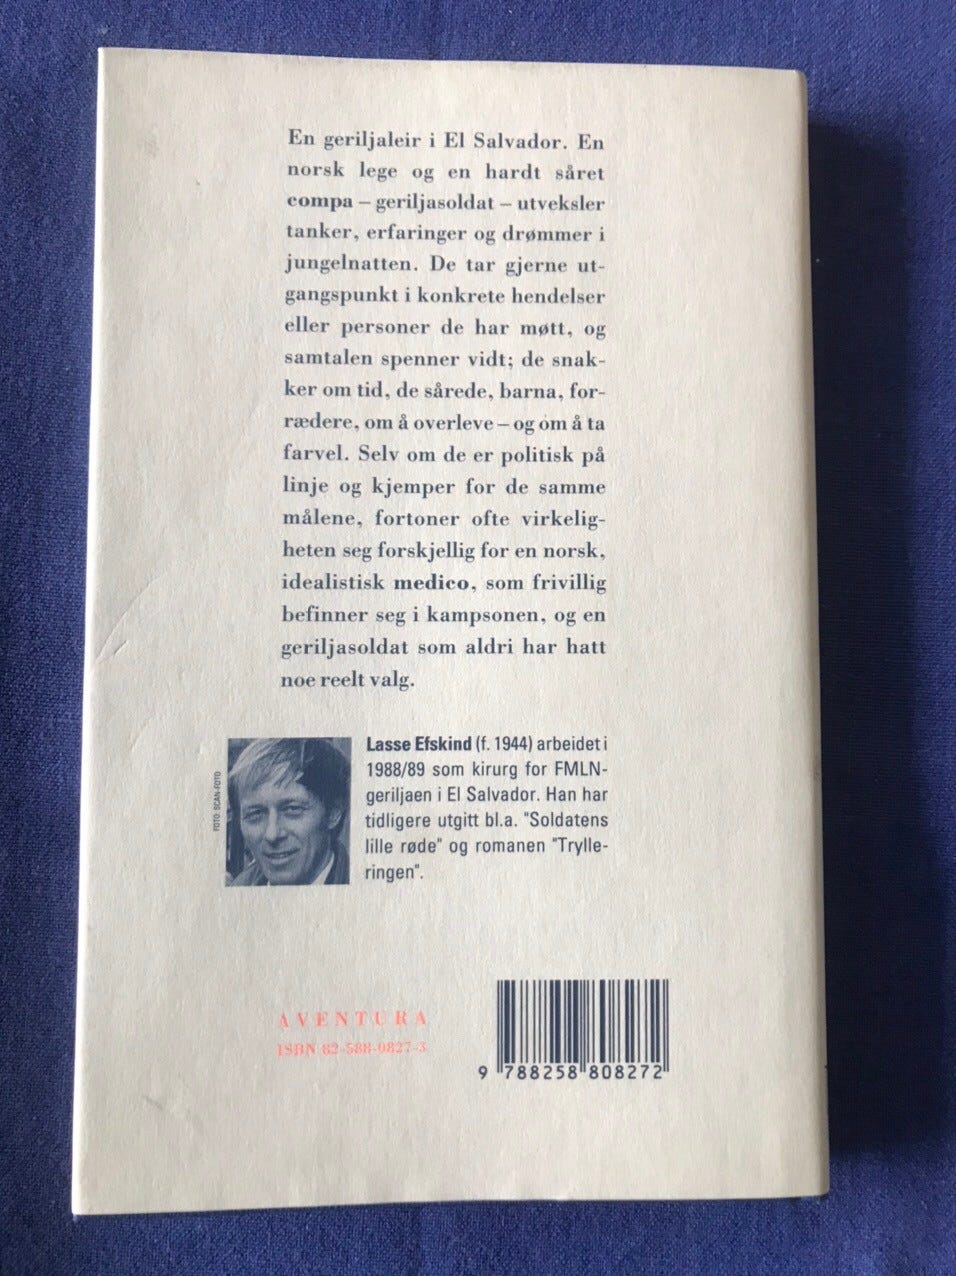 En geriljaleir i El Salvador. En
norsk lege og en hardt såret
compa – geriljasoldat – utveksler
tanker, erfaringer og drømmer i
jungelnatten. De tar gjerne ut-
gangspunkt i konkrete hendelser
eller personer de har møtt, og
samtalen spenner vidt; de snak-
ker om tid, de sårede, barna, for-
rædere, om å overleve – og om å ta
farvel. Selv om de er politisk på
linje og kjemper for de samme
målene, fortoner ofte virkelig-
heten seg forskjellig for en norsk,
idealistisk medico, som frivillig
befinner seg i kampsonen, og en
geriljasoldat som aldri har hatt
noe reelt valg.
FOTO: SCAN-FOTO
Lasse Efskind (f. 1944) arbeidet i
1988/89 som kirurg for FMLN-
geriljaen i El Salvador. Han har
tidligere utgitt bl.a. "Soldatens
lille røde" og romanen "Trylle-
ringen".
AVENTURA
ISBN 82-588-0827-3
9 788258 808272